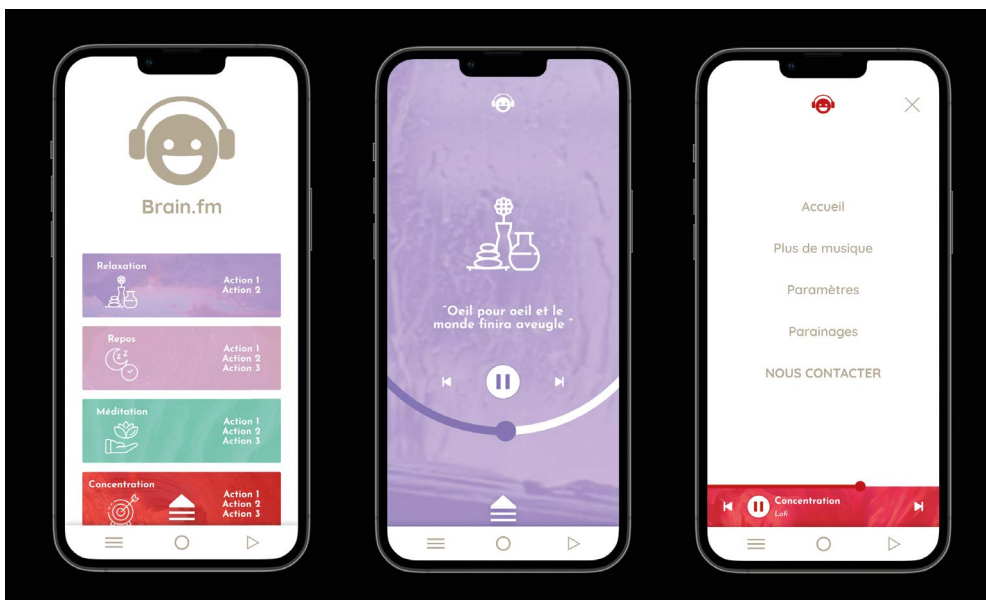 Brain.fm
Relaxation
Action 1
Action 2
Repos
z z
Action 1
Action 2
Action 3
Méditation
Action 1
Action 2
Action 3
Concentration
Action 1
Action 2
Action 3
“Oeil pour oeil et le
monde finira aveugle ”
Accueil
Plus de musique
Paramètres
Parainages
NOUS CONTACTER
Concentration
Lofi